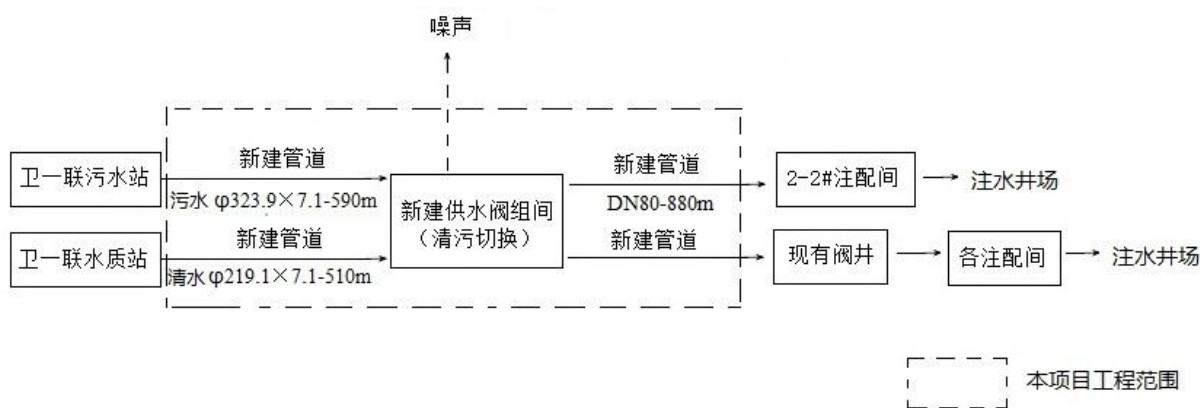 噪声
卫一联污水站
新建管道
污水 φ323.9×7.1-590m
新建供水阀组间
（清污切换）
新建管道
DN80-880m
2-2#注配间
注水井场
卫一联水质站
新建管道
清水φ219.1×7.1-510m
新建管道
现有阀井
各注配间
注水井场
本项目工程范围